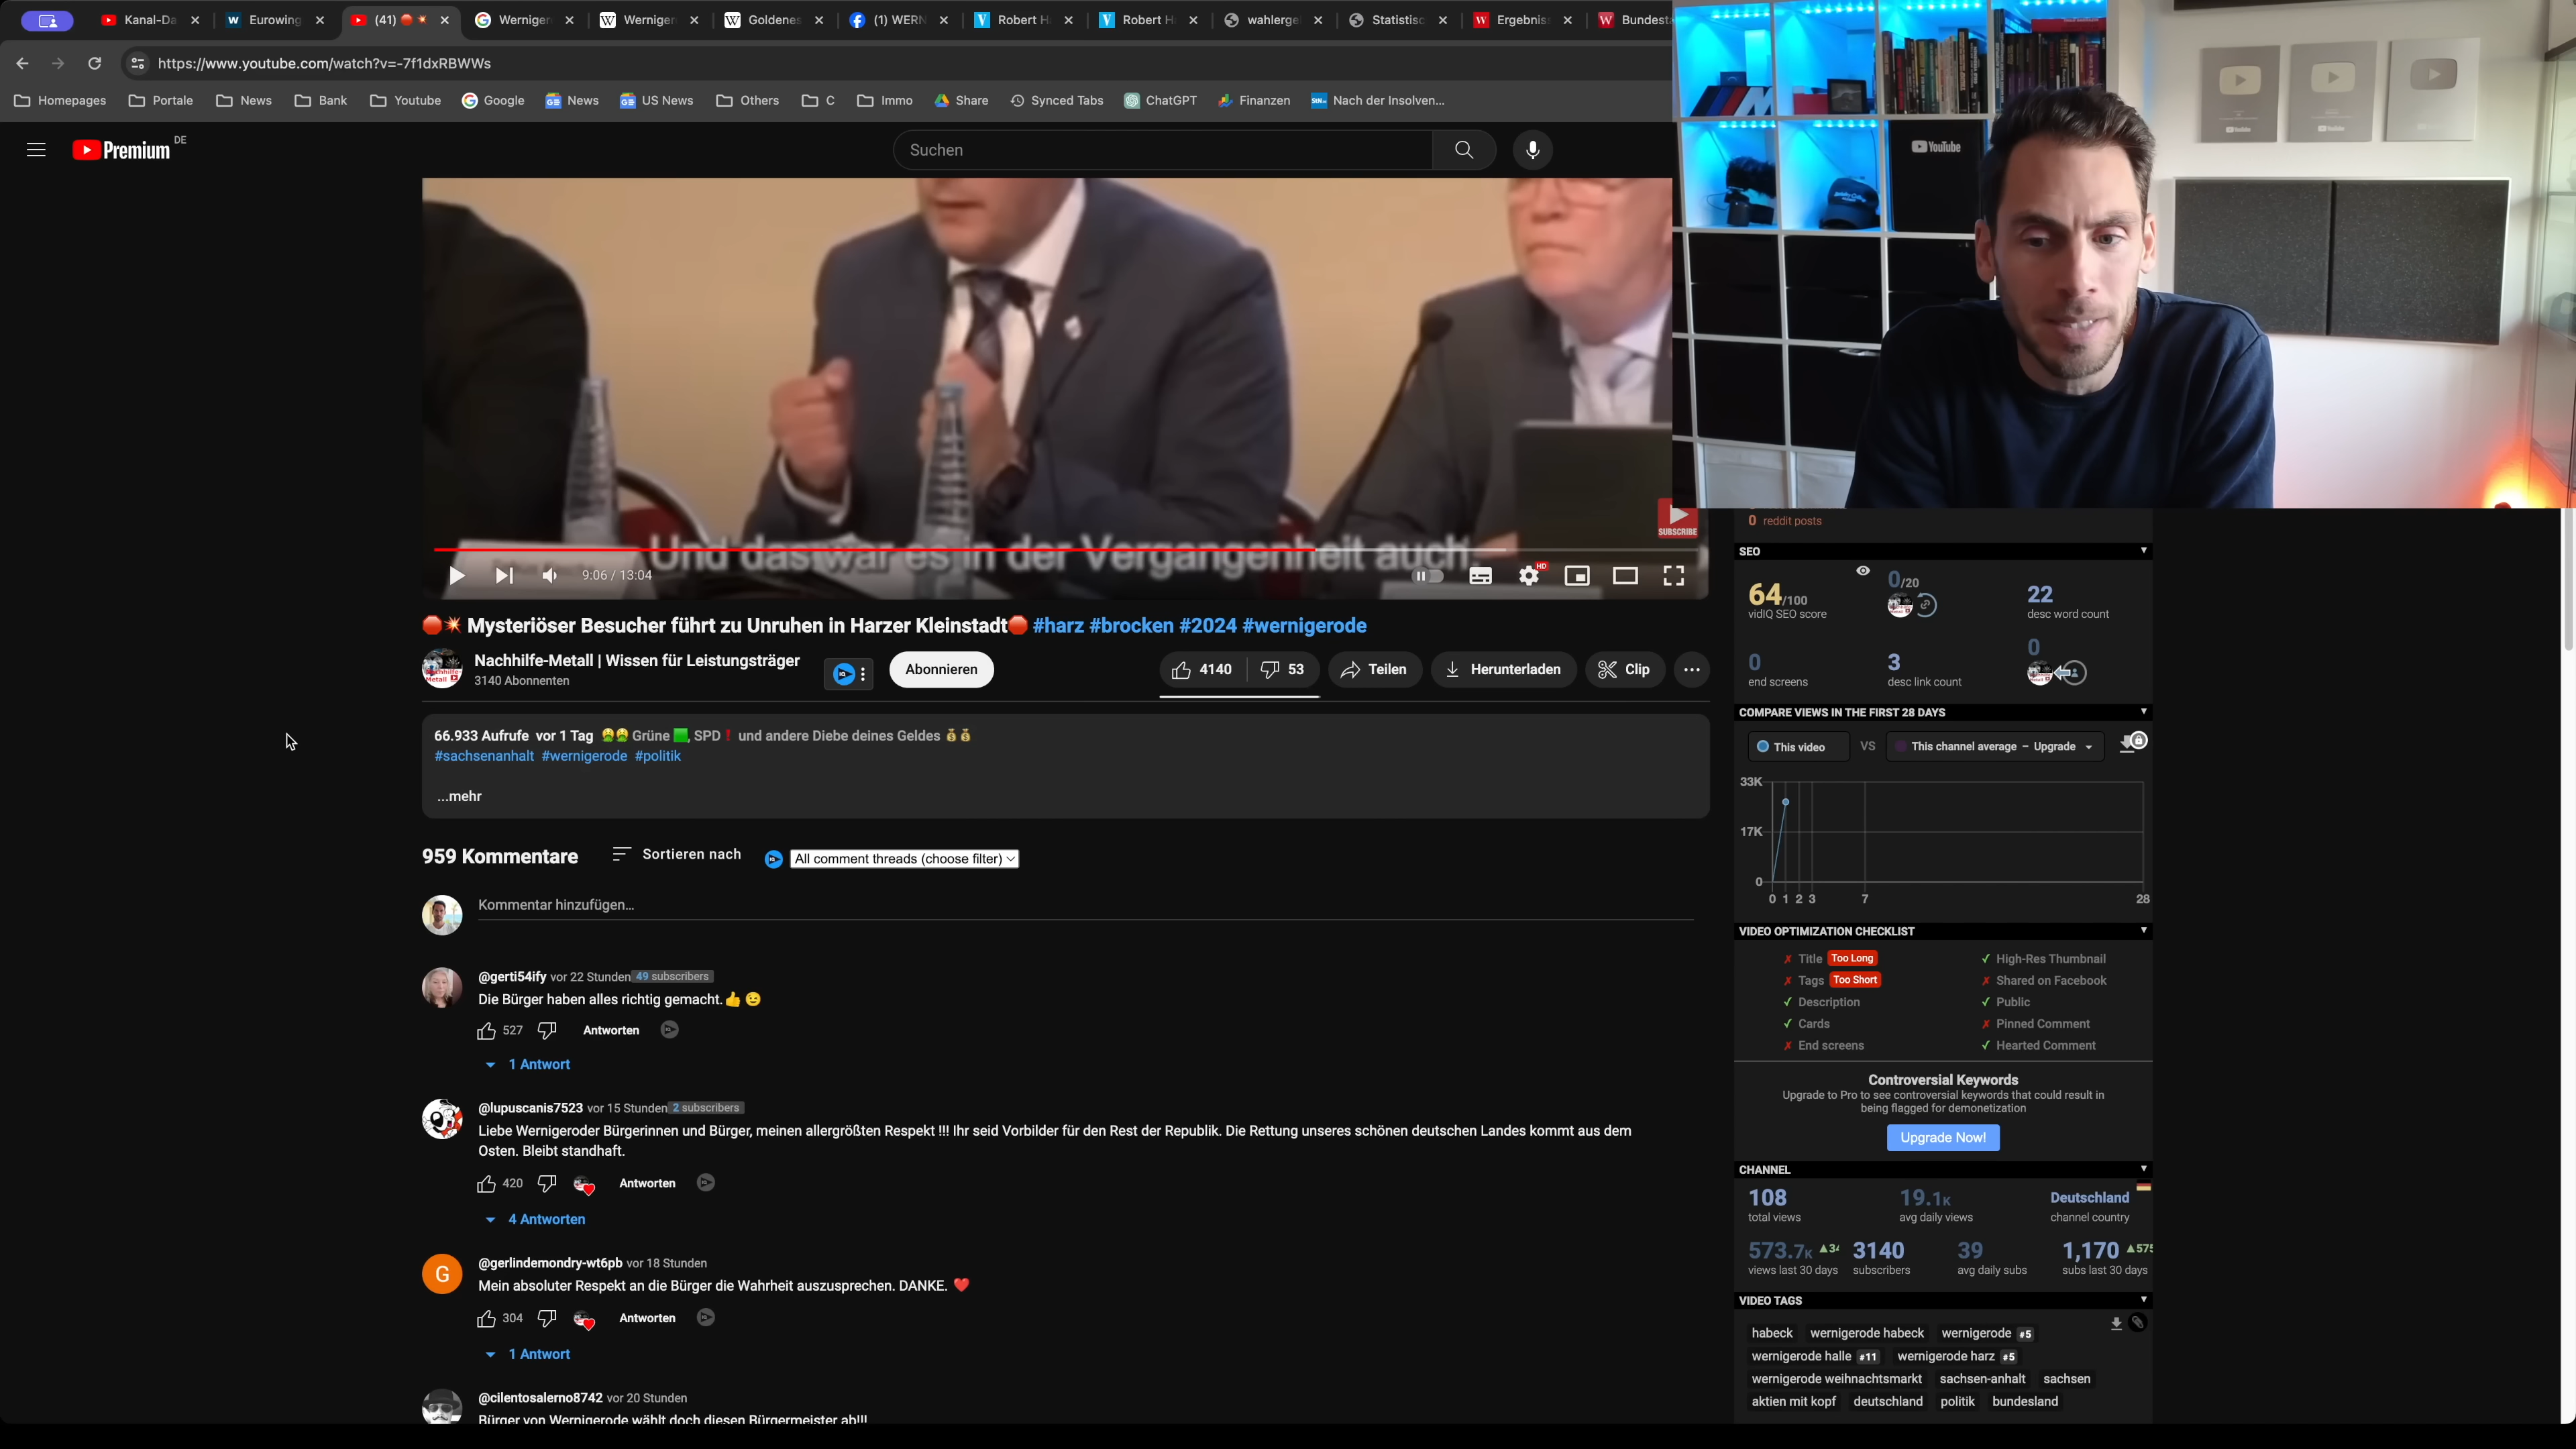 Kanal-Da
Eurowing
(41)
Wernigen
Wernigen
Goldenes
(1) WERN
Robert H
Robert H
wahlerge
Statistisc
Ergebnis
Bundesta
https://www.youtube.com/watch?v=-7f1dxRBWWs
Homepages
Portale
News
Bank
Youtube
Google
News
US News
Others
C
Immo
Share
Synced Tabs
ChatGPT
Finanzen
Nach der Insolven...
Premium DE
Suchen
YouTube
Und das war es in der Vergangenheit auch
SUBSCRIBE
9:06 / 13:04
HD
🛑💥 Mysteriöser Besucher führt zu Unruhen in Harzer Kleinstadt🛑 #harz #brocken #2024 #wernigerode
Nachhilfe-Metall | Wissen für Leistungsträger
3140 Abonnenten
Abonnieren
4140
53
Teilen
Herunterladen
Clip
66.933 Aufrufe vor 1 Tag 🤮🤮 Grüne 🟩, SPD❗ und andere Diebe deines Geldes 💰💰
#sachsenanhalt #wernigerode #politik
...mehr
959 Kommentare
Sortieren nach
All comment threads (choose filter)
Kommentar hinzufügen...
@gerti54ify vor 22 Stunden 49 subscribers
Die Bürger haben alles richtig gemacht.👍 😉
527
Antworten
1 Antwort
@lupuscanis7523 vor 15 Stunden 2 subscribers
Liebe Wernigeroder Bürgerinnen und Bürger, meinen allergrößten Respekt !!! Ihr seid Vorbilder für den Rest der Republik. Die Rettung unseres schönen deutschen Landes kommt aus dem
Osten. Bleibt standhaft.
420
Antworten
4 Antworten
G
@gerlindemondry-wt6pb vor 18 Stunden
Mein absoluter Respekt an die Bürger die Wahrheit auszusprechen. DANKE. ❤️
304
Antworten
1 Antwort
@cilentosalerno8742 vor 20 Stunden
Bürger von Wernigerode wählt doch diesen Bürgermeister ab!!!
0 reddit posts
SEO
64/100
vidIQ SEO score
0/20
22
desc word count
0
end screens
3
desc link count
0
COMPARE VIEWS IN THE FIRST 28 DAYS
This video
VS
This channel average – Upgrade
33K
17K
0
0 1 2 3 7 28
VIDEO OPTIMIZATION CHECKLIST
✗ Title Too Long
✓ High-Res Thumbnail
✗ Tags Too Short
✗ Shared on Facebook
✓ Description
✓ Public
✓ Cards
✗ Pinned Comment
✗ End screens
✓ Hearted Comment
Controversial Keywords
Upgrade to Pro to see controversial keywords that could result in
being flagged for demonetization
Upgrade Now!
CHANNEL
108
total views
19.1K
avg daily views
Deutschland
channel country
573.7K ▲34
views last 30 days
3140
subscribers
39
avg daily subs
1,170 ▲575
subs last 30 days
VIDEO TAGS
habeck
wernigerode habeck
wernigerode #5
wernigerode halle #11
wernigerode harz #5
wernigerode weihnachtsmarkt
sachsen-anhalt
sachsen
aktien mit kopf
deutschland
politik
bundesland